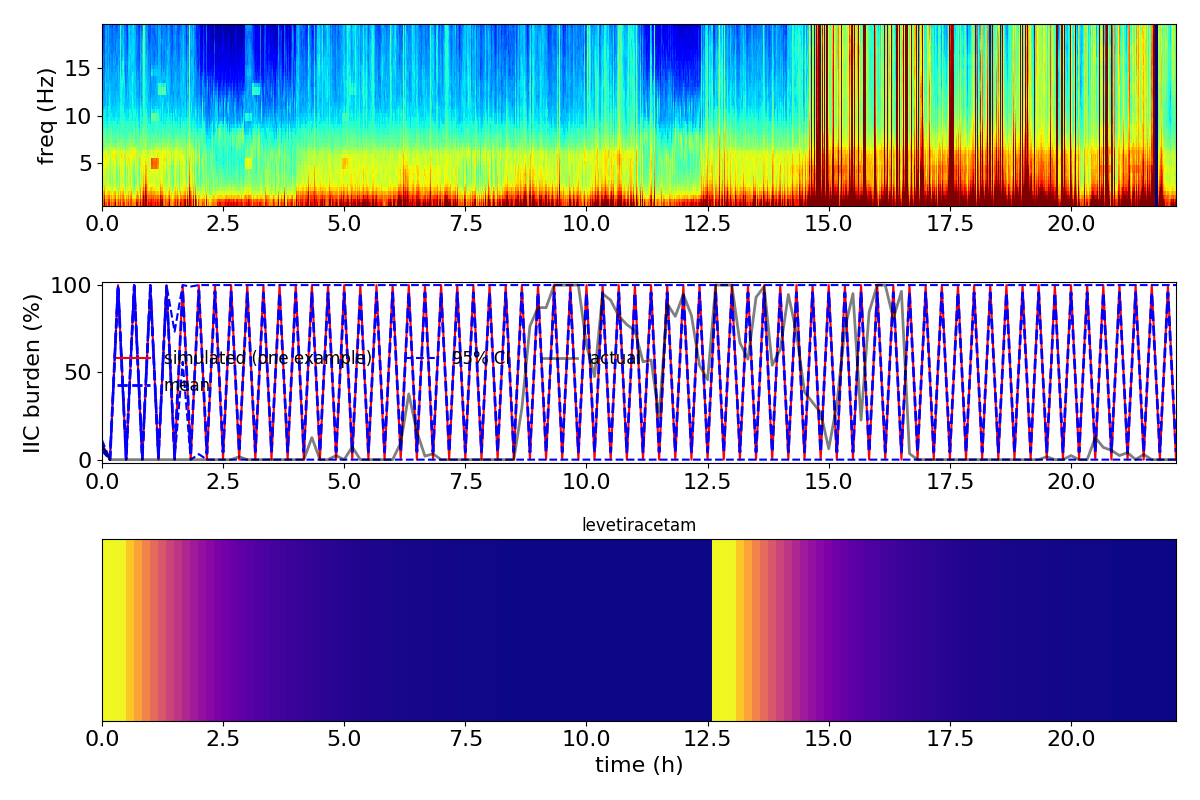 freq (Hz)
15
10
5
0.0 2.5 5.0 7.5 10.0 12.5 15.0 17.5 20.0
IIC burden (%)
100
50
0
simulated (one example) 95% CI actual
mean
0.0 2.5 5.0 7.5 10.0 12.5 15.0 17.5 20.0
levetiracetam
0.0 2.5 5.0 7.5 10.0 12.5 15.0 17.5 20.0
time (h)